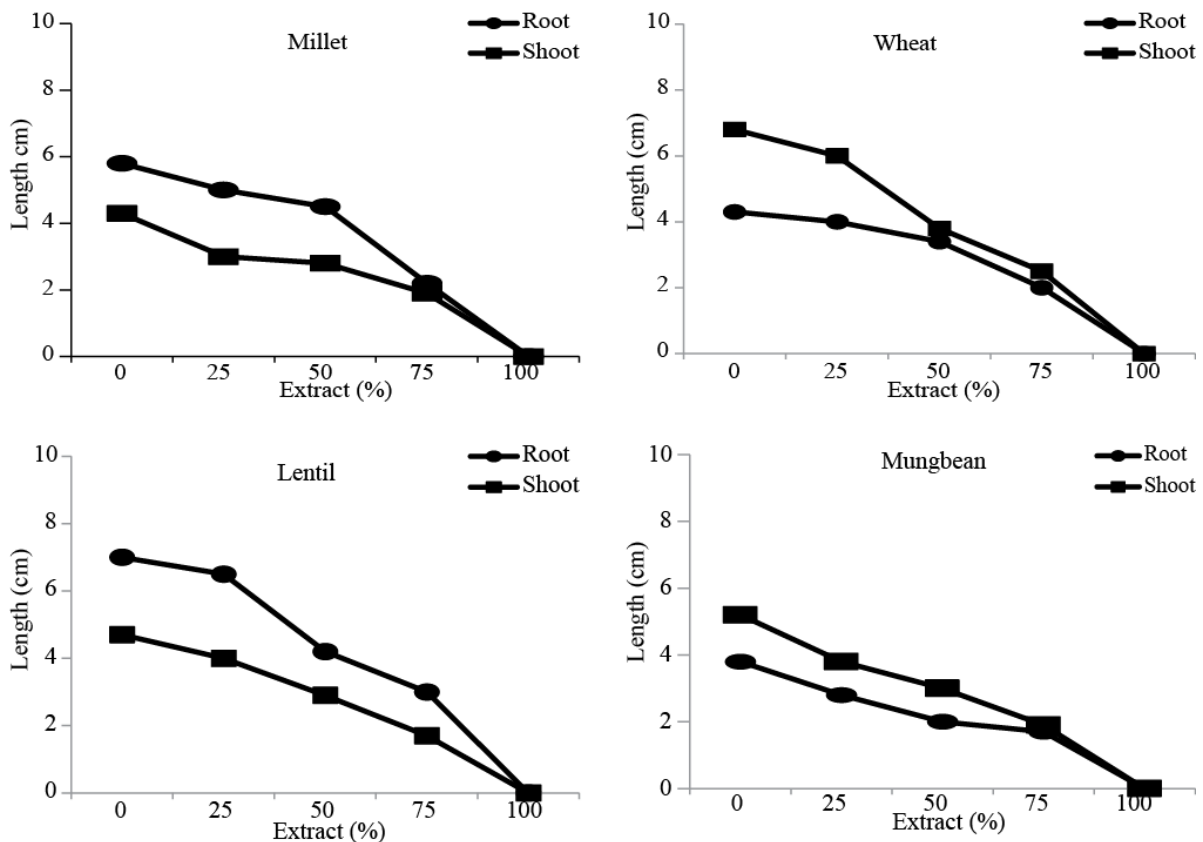 10
Root
Shoot
Millet
8
6
4
2
0
Length cm
0 25 50 75 100
Extract (%)
10
Root
Shoot
Wheat
8
6
4
2
0
Length (cm)
0 25 50 75 100
Extract (%)
10
Root
Shoot
Lentil
8
6
4
2
0
Length (cm)
0 25 50 75 100
Extract (%)
10
Root
Shoot
Mungbean
8
6
4
2
0
Length (cm)
0 25 50 75 100
Extract (%)